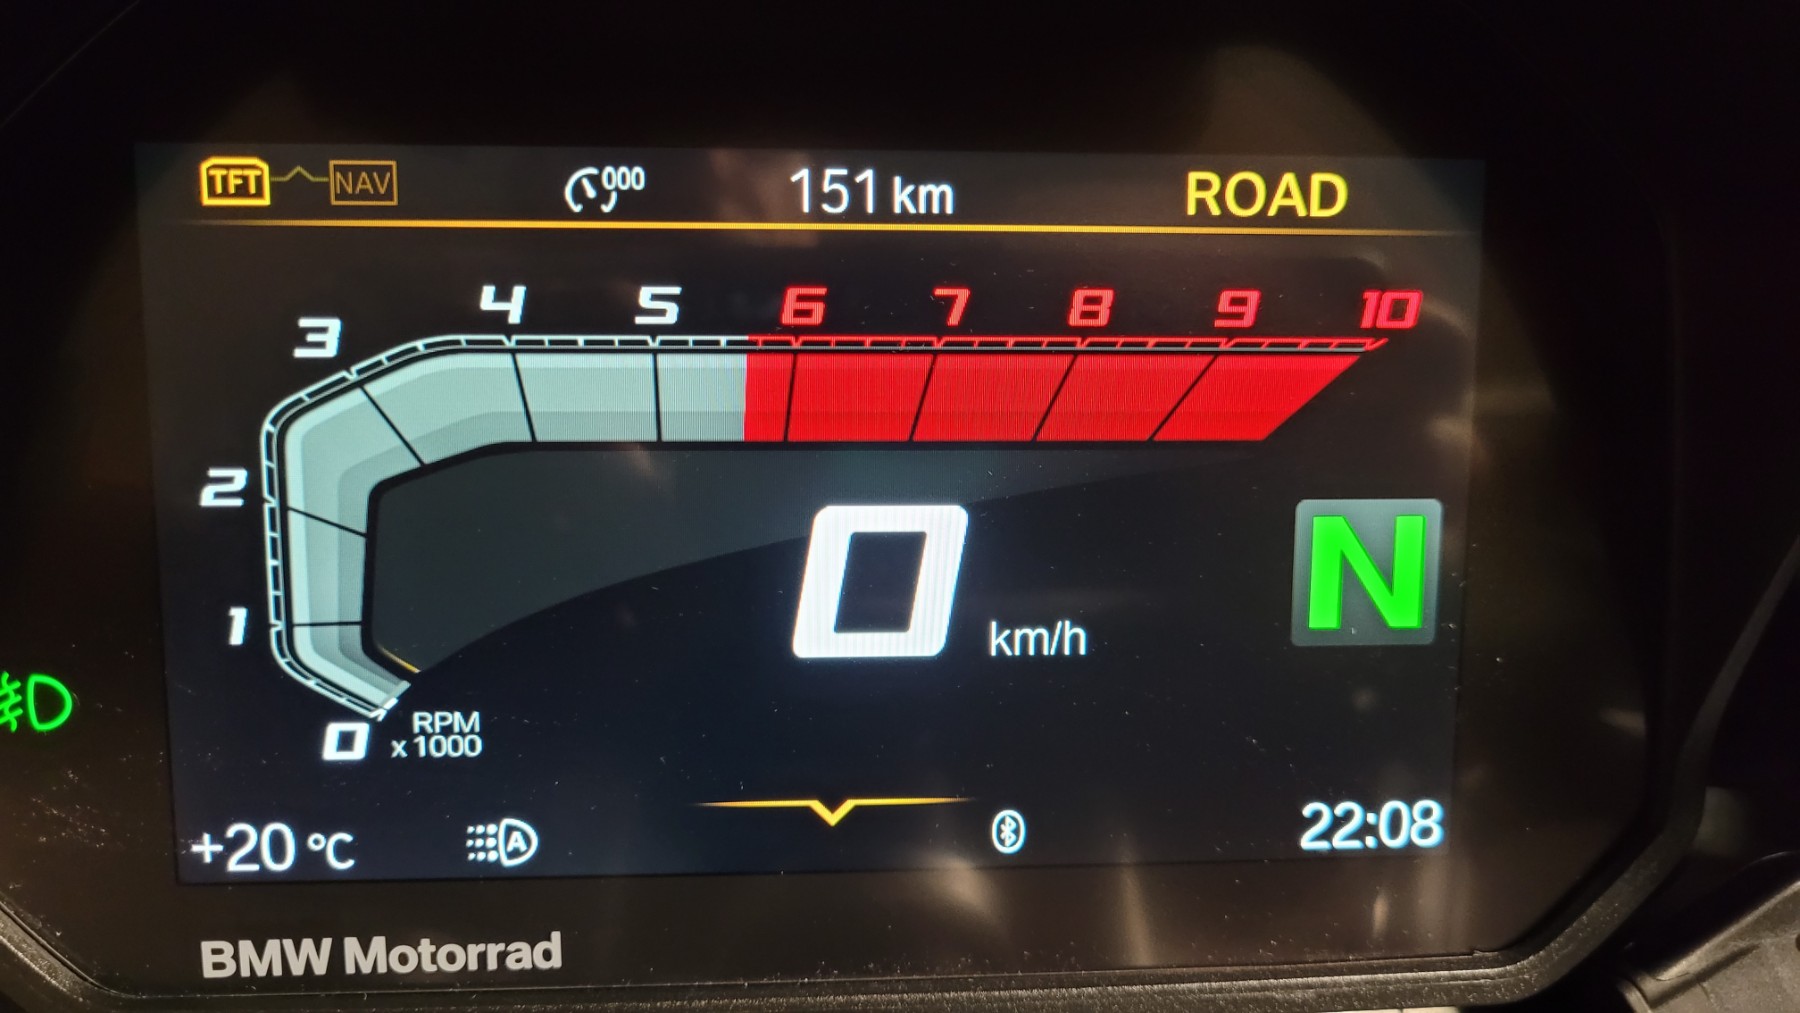 TFT NAV 000 151 km ROAD
3 4 5 6 7 8 9 10
2
1
0 km/h N
0 RPM x 1000
+20 °C A 22:08
BMW Motorrad